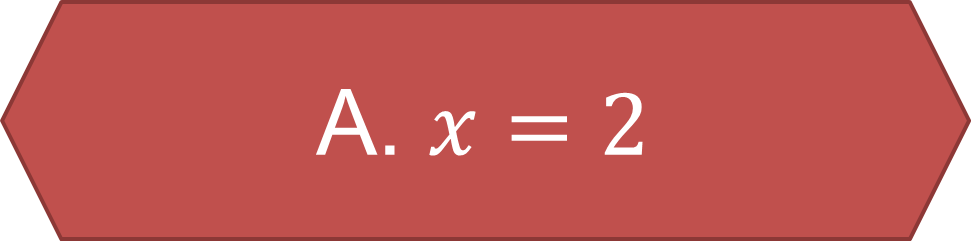 A. x = 2